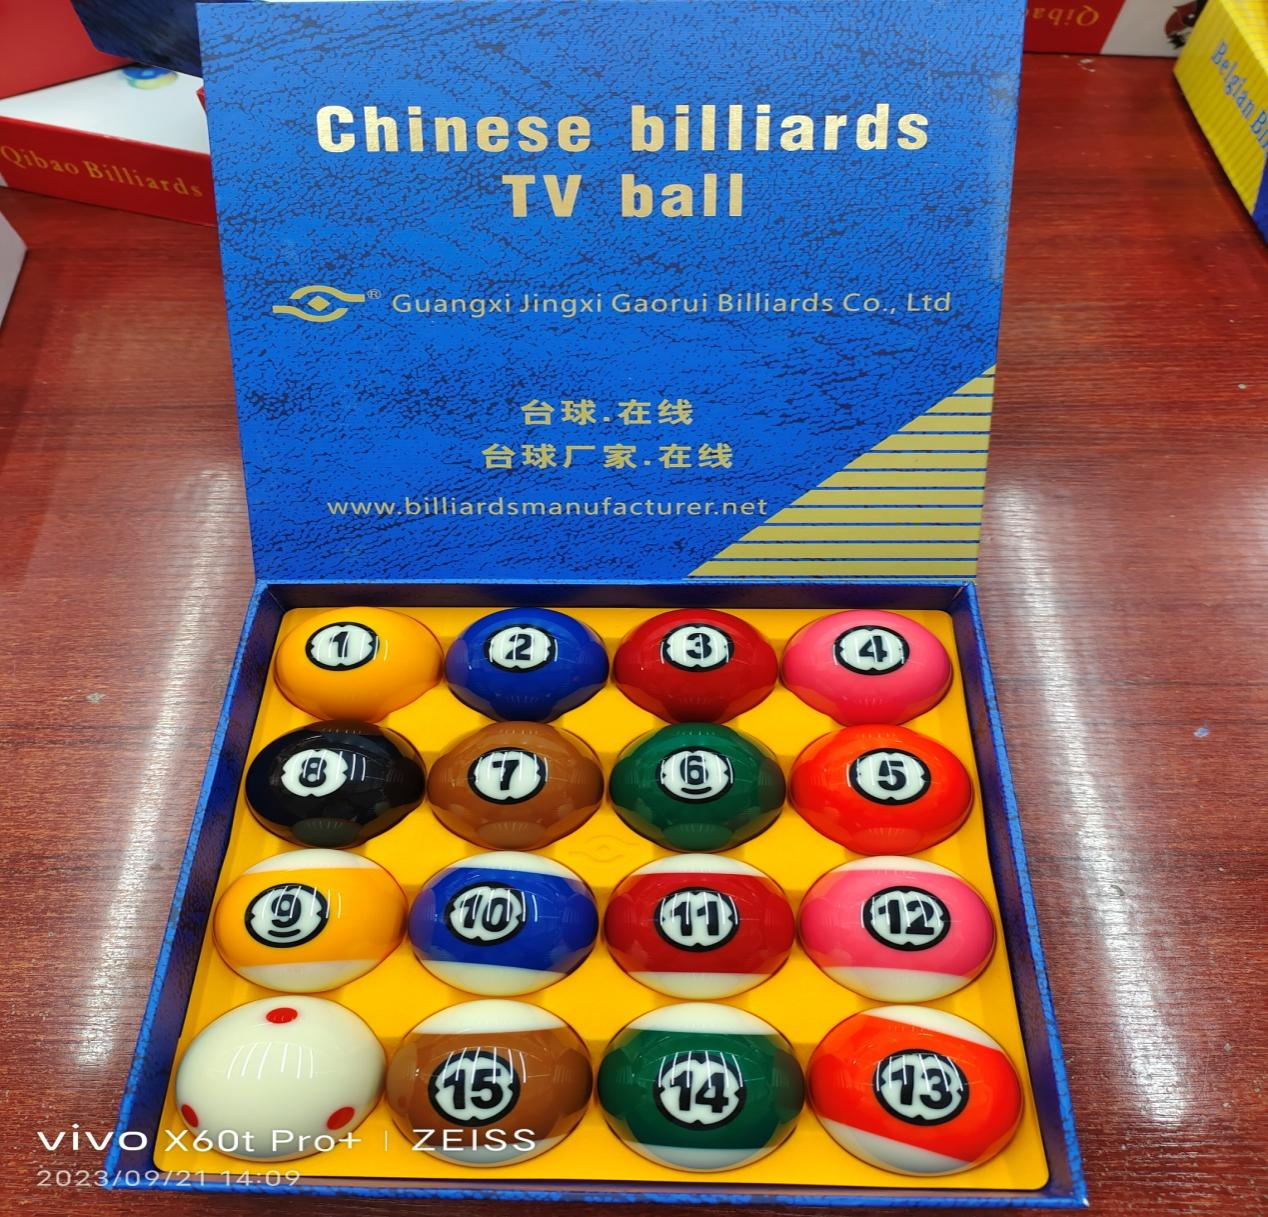 Qibao
Belgian
Qibao Billiards
Chinese billiards
TV ball
® Guangxi Jingxi Gaorui Billiards Co., Ltd
台球.在线
台球厂家.在线
www.billiardsmanufacturer.net
1 2 3 4
8 7 6 5
9 10 11 12
15 14 13
vivo X60t Pro+ | ZEISS
2023/09/21 14:09